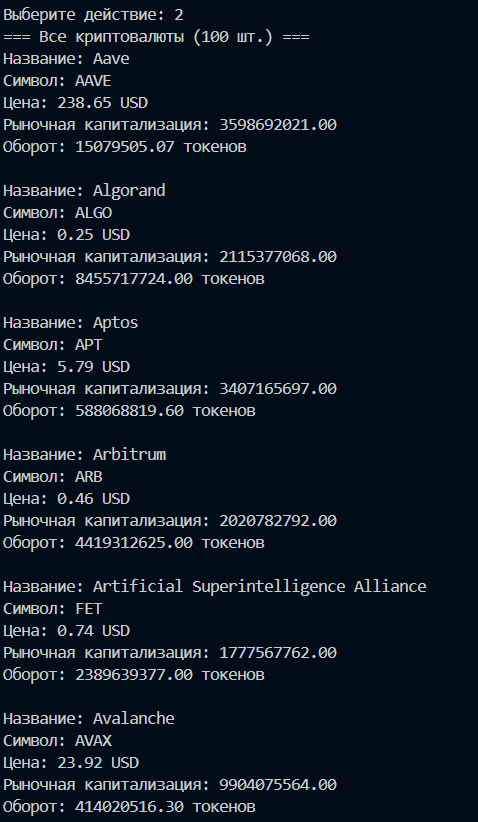 Выберите действие: 2
=== Все криптовалюты (100 шт.) ===
Название: Aave
Символ: AAVE
Цена: 238.65 USD
Рыночная капитализация: 3598692021.00
Оборот: 15079505.07 токенов
Название: Algorand
Символ: ALGO
Цена: 0.25 USD
Рыночная капитализация: 2115377068.00
Оборот: 8455717724.00 токенов
Название: Aptos
Символ: APT
Цена: 5.79 USD
Рыночная капитализация: 3407165697.00
Оборот: 588068819.60 токенов
Название: Arbitrum
Символ: ARB
Цена: 0.46 USD
Рыночная капитализация: 2020782792.00
Оборот: 4419312625.00 токенов
Название: Artificial Superintelligence Alliance
Символ: FET
Цена: 0.74 USD
Рыночная капитализация: 1777567762.00
Оборот: 2389639377.00 токенов
Название: Avalanche
Символ: AVAX
Цена: 23.92 USD
Рыночная капитализация: 9904075564.00
Оборот: 414020516.30 токенов